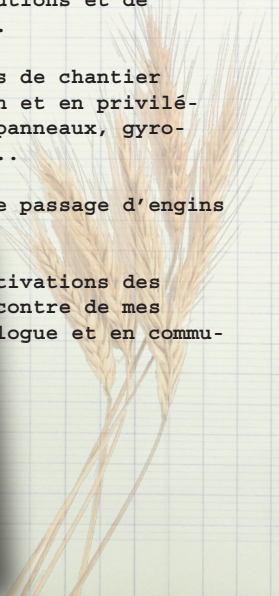 et de
s de chantier
n et en privilé-
panneaux, gyro-
..
e passage d'engins
tivations des
contre de mes
logue et en commu-